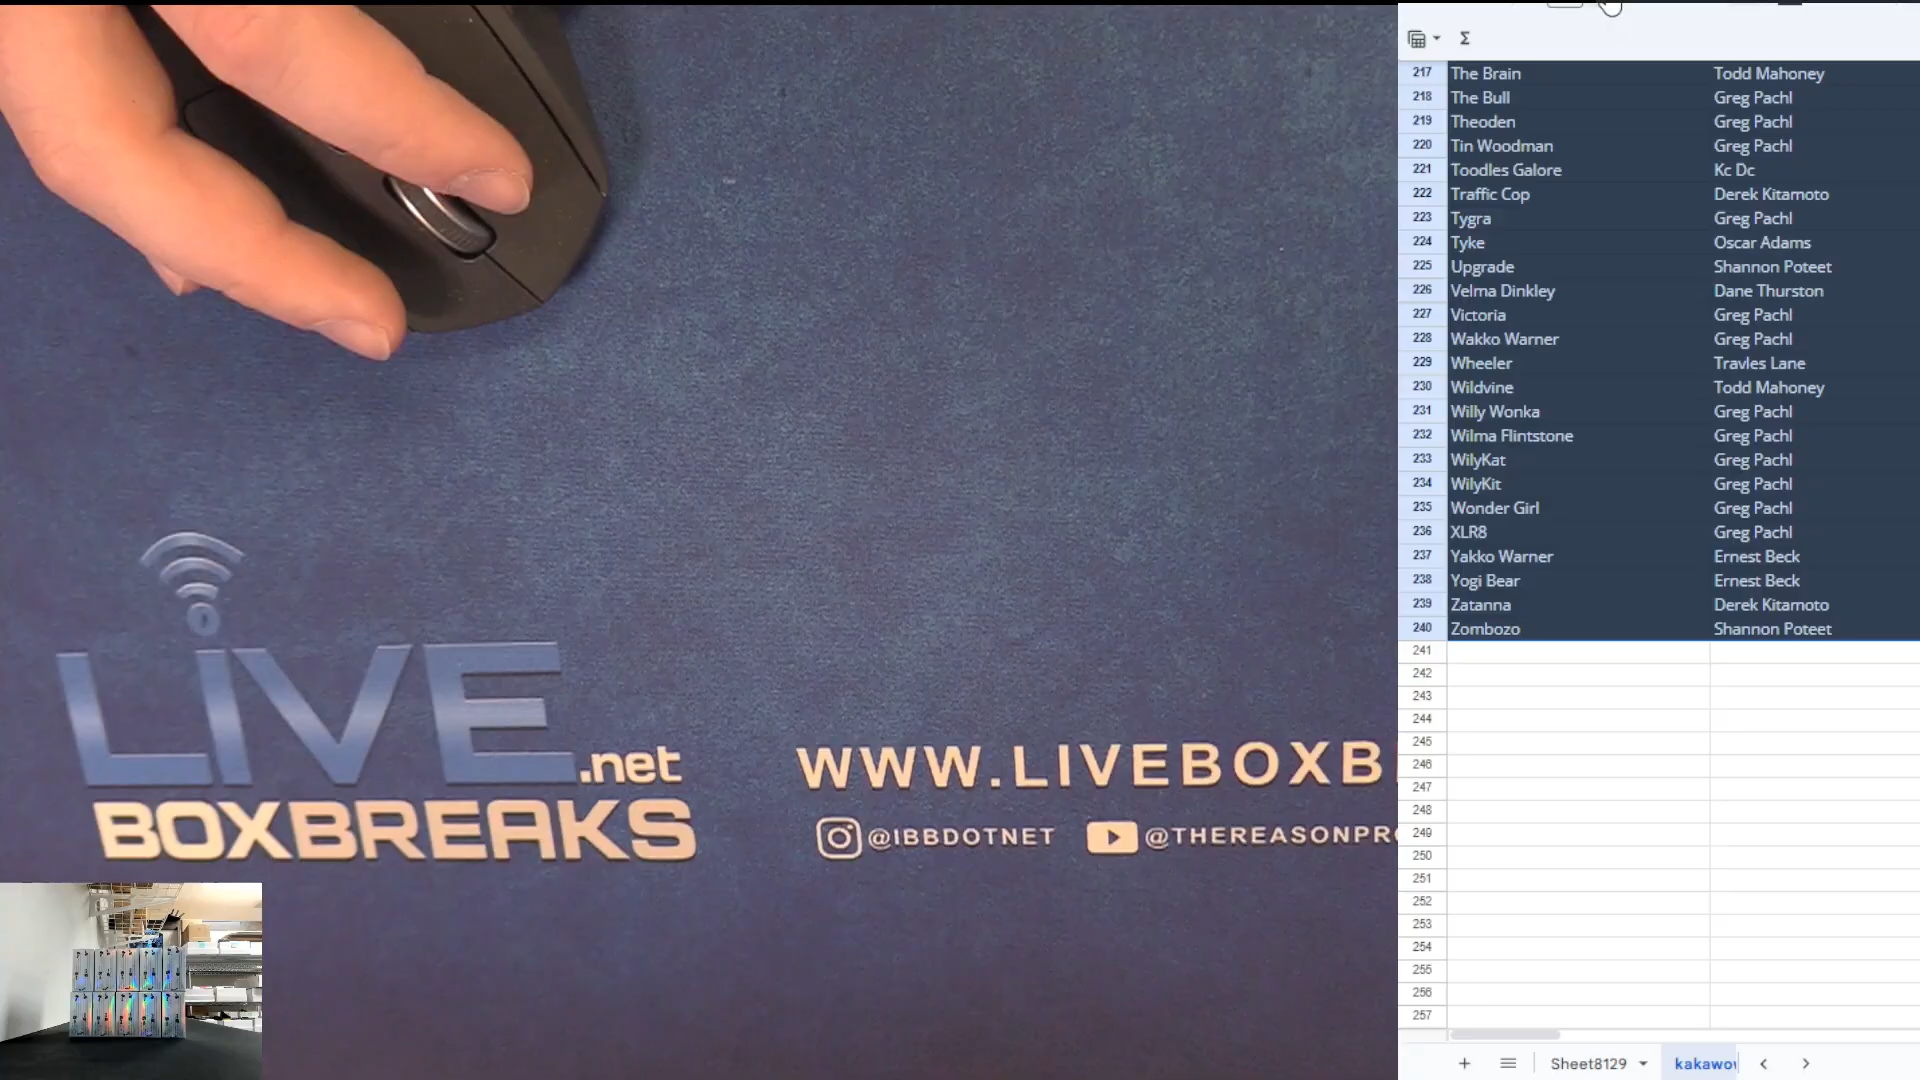 LIVE.net
BOXBREAKS
WWW.LIVEBOXB
@IBBDOTNET @THEREASONPR
Σ
217 The Brain Todd Mahoney
218 The Bull Greg Pachl
219 Theoden Greg Pachl
220 Tin Woodman Greg Pachl
221 Toodles Galore Kc Dc
222 Traffic Cop Derek Kitamoto
223 Tygra Greg Pachl
224 Tyke Oscar Adams
225 Upgrade Shannon Poteet
226 Velma Dinkley Dane Thurston
227 Victoria Greg Pachl
228 Wakko Warner Greg Pachl
229 Wheeler Travles Lane
230 Wildvine Todd Mahoney
231 Willy Wonka Greg Pachl
232 Wilma Flintstone Greg Pachl
233 WilyKat Greg Pachl
234 WilyKit Greg Pachl
235 Wonder Girl Greg Pachl
236 XLR8 Greg Pachl
237 Yakko Warner Ernest Beck
238 Yogi Bear Ernest Beck
239 Zatanna Derek Kitamoto
240 Zombozo Shannon Poteet
241
242
243
244
245
246
247
248
249
250
251
252
253
254
255
256
257
Sheet8129 kakawo